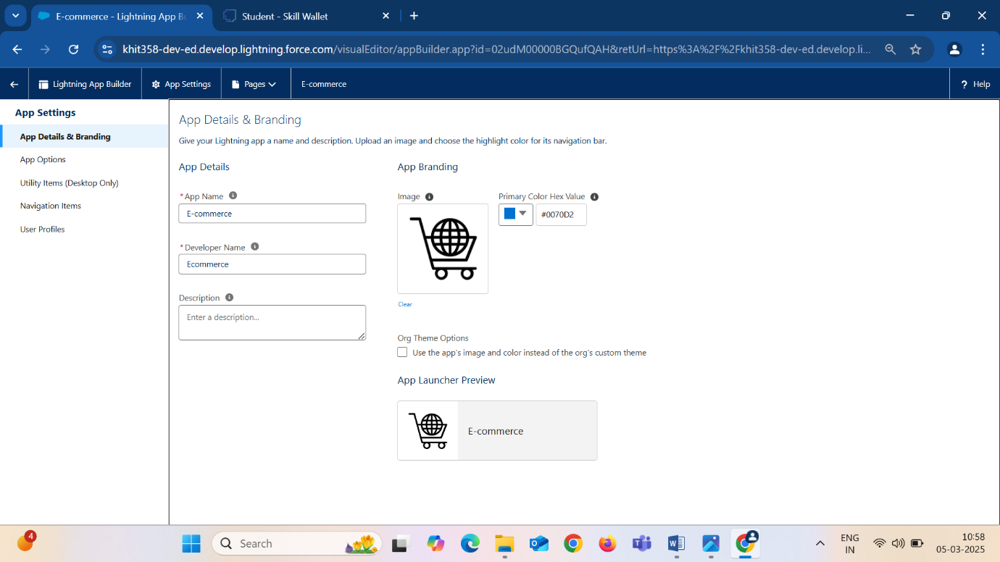 E-commerce - Lightning App Bu
Student - Skill Wallet
khit358-dev-ed.develop.lightning.force.com/visualEditor/appBuilder.app?id=02udM00000BGQufQAH&retUrl=https%3A%2F%2Fkhit358-dev-ed.develop.li...
Lightning App Builder
App Settings
Pages
E-commerce
? Help
App Settings
App Details & Branding
App Options
Utility Items (Desktop Only)
Navigation Items
User Profiles
App Details & Branding
Give your Lightning app a name and description. Upload an image and choose the highlight color for its navigation bar.
App Details
*App Name
E-commerce
*Developer Name
Ecommerce
Description
Enter a description...
App Branding
Image
Primary Color Hex Value
#0070D2
Clear
Org Theme Options
Use the app's image and color instead of the org's custom theme
App Launcher Preview
E-commerce
4
Search
ENG
IN
10:58
05-03-2025